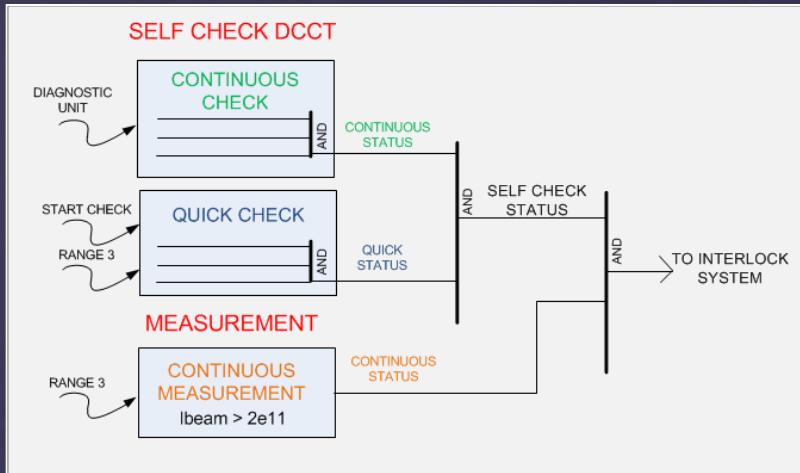 SELF CHECK DCCT
DIAGNOSTIC
UNIT
CONTINUOUS
CHECK
AND
CONTINUOUS
STATUS
START CHECK
RANGE 3
QUICK CHECK
AND
QUICK
STATUS
AND
SELF CHECK
STATUS
AND
TO INTERLOCK
SYSTEM
MEASUREMENT
RANGE 3
CONTINUOUS
MEASUREMENT
Ibeam > 2e11
CONTINUOUS
STATUS